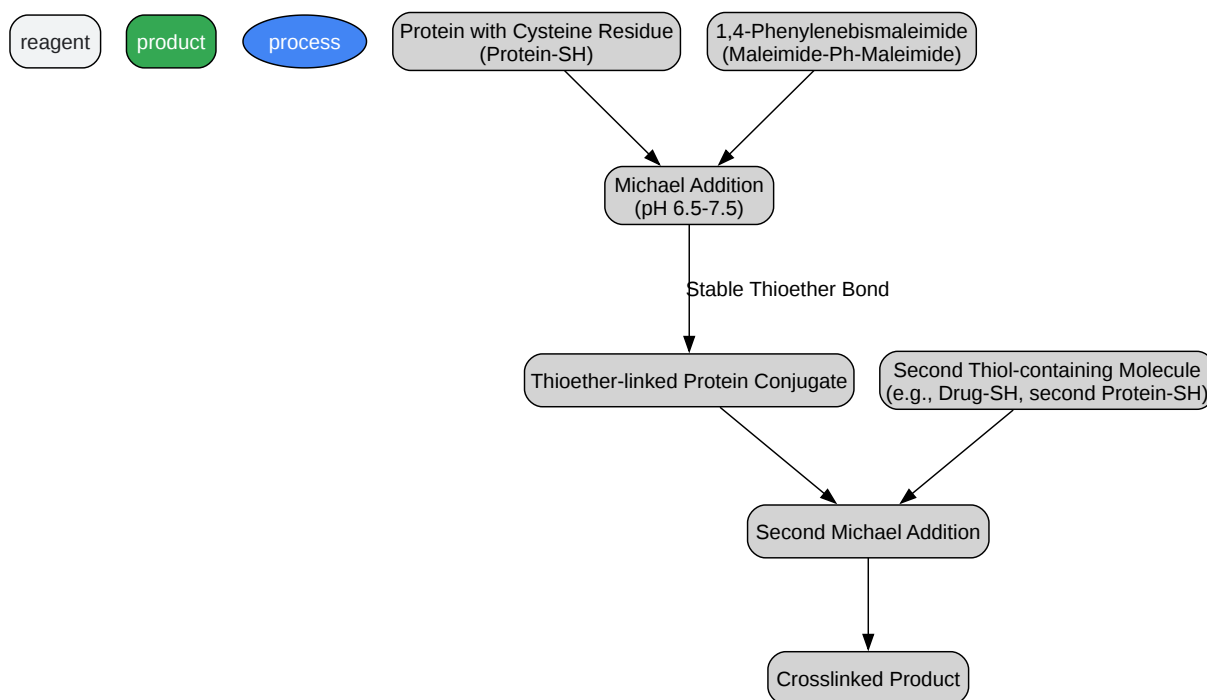 reagent
product
process
Protein with Cysteine Residue
(Protein-SH)
1,4-Phenylenebismaleimide
(Maleimide-Ph-Maleimide)
Michael Addition
(pH 6.5-7.5)
Stable Thioether Bond
Thioether-linked Protein Conjugate
Second Thiol-containing Molecule
(e.g., Drug-SH, second Protein-SH)
Second Michael Addition
Crosslinked Product